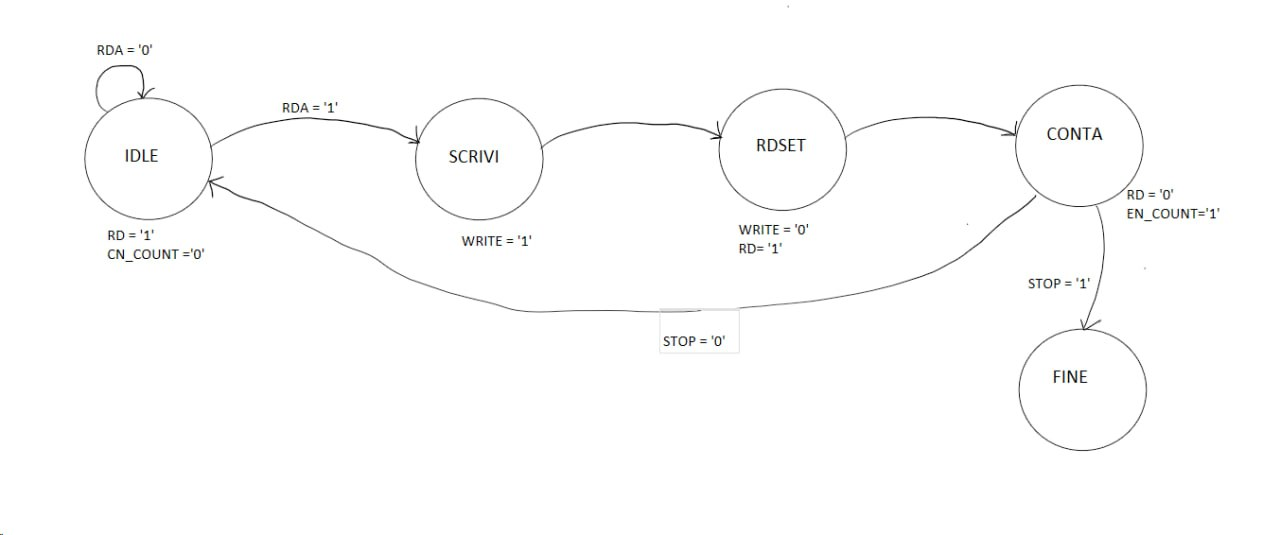 RDA = '0'
RDA = '1'
IDLE
SCRIVI
RDSET
CONTA
RD = '1'
CN_COUNT ='0'
WRITE = '1'
WRITE = '0'
RD= '1'
RD = '0'
EN_COUNT='1'
STOP = '1'
STOP = '0'
FINE